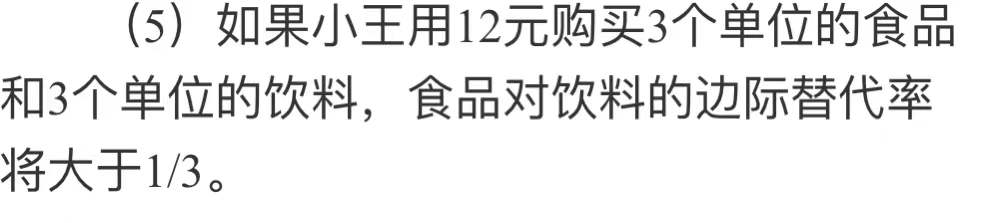 （5）如果小王用12元购买3个单位的食品
和3个单位的饮料，食品对饮料的边际替代率
将大于1/3。